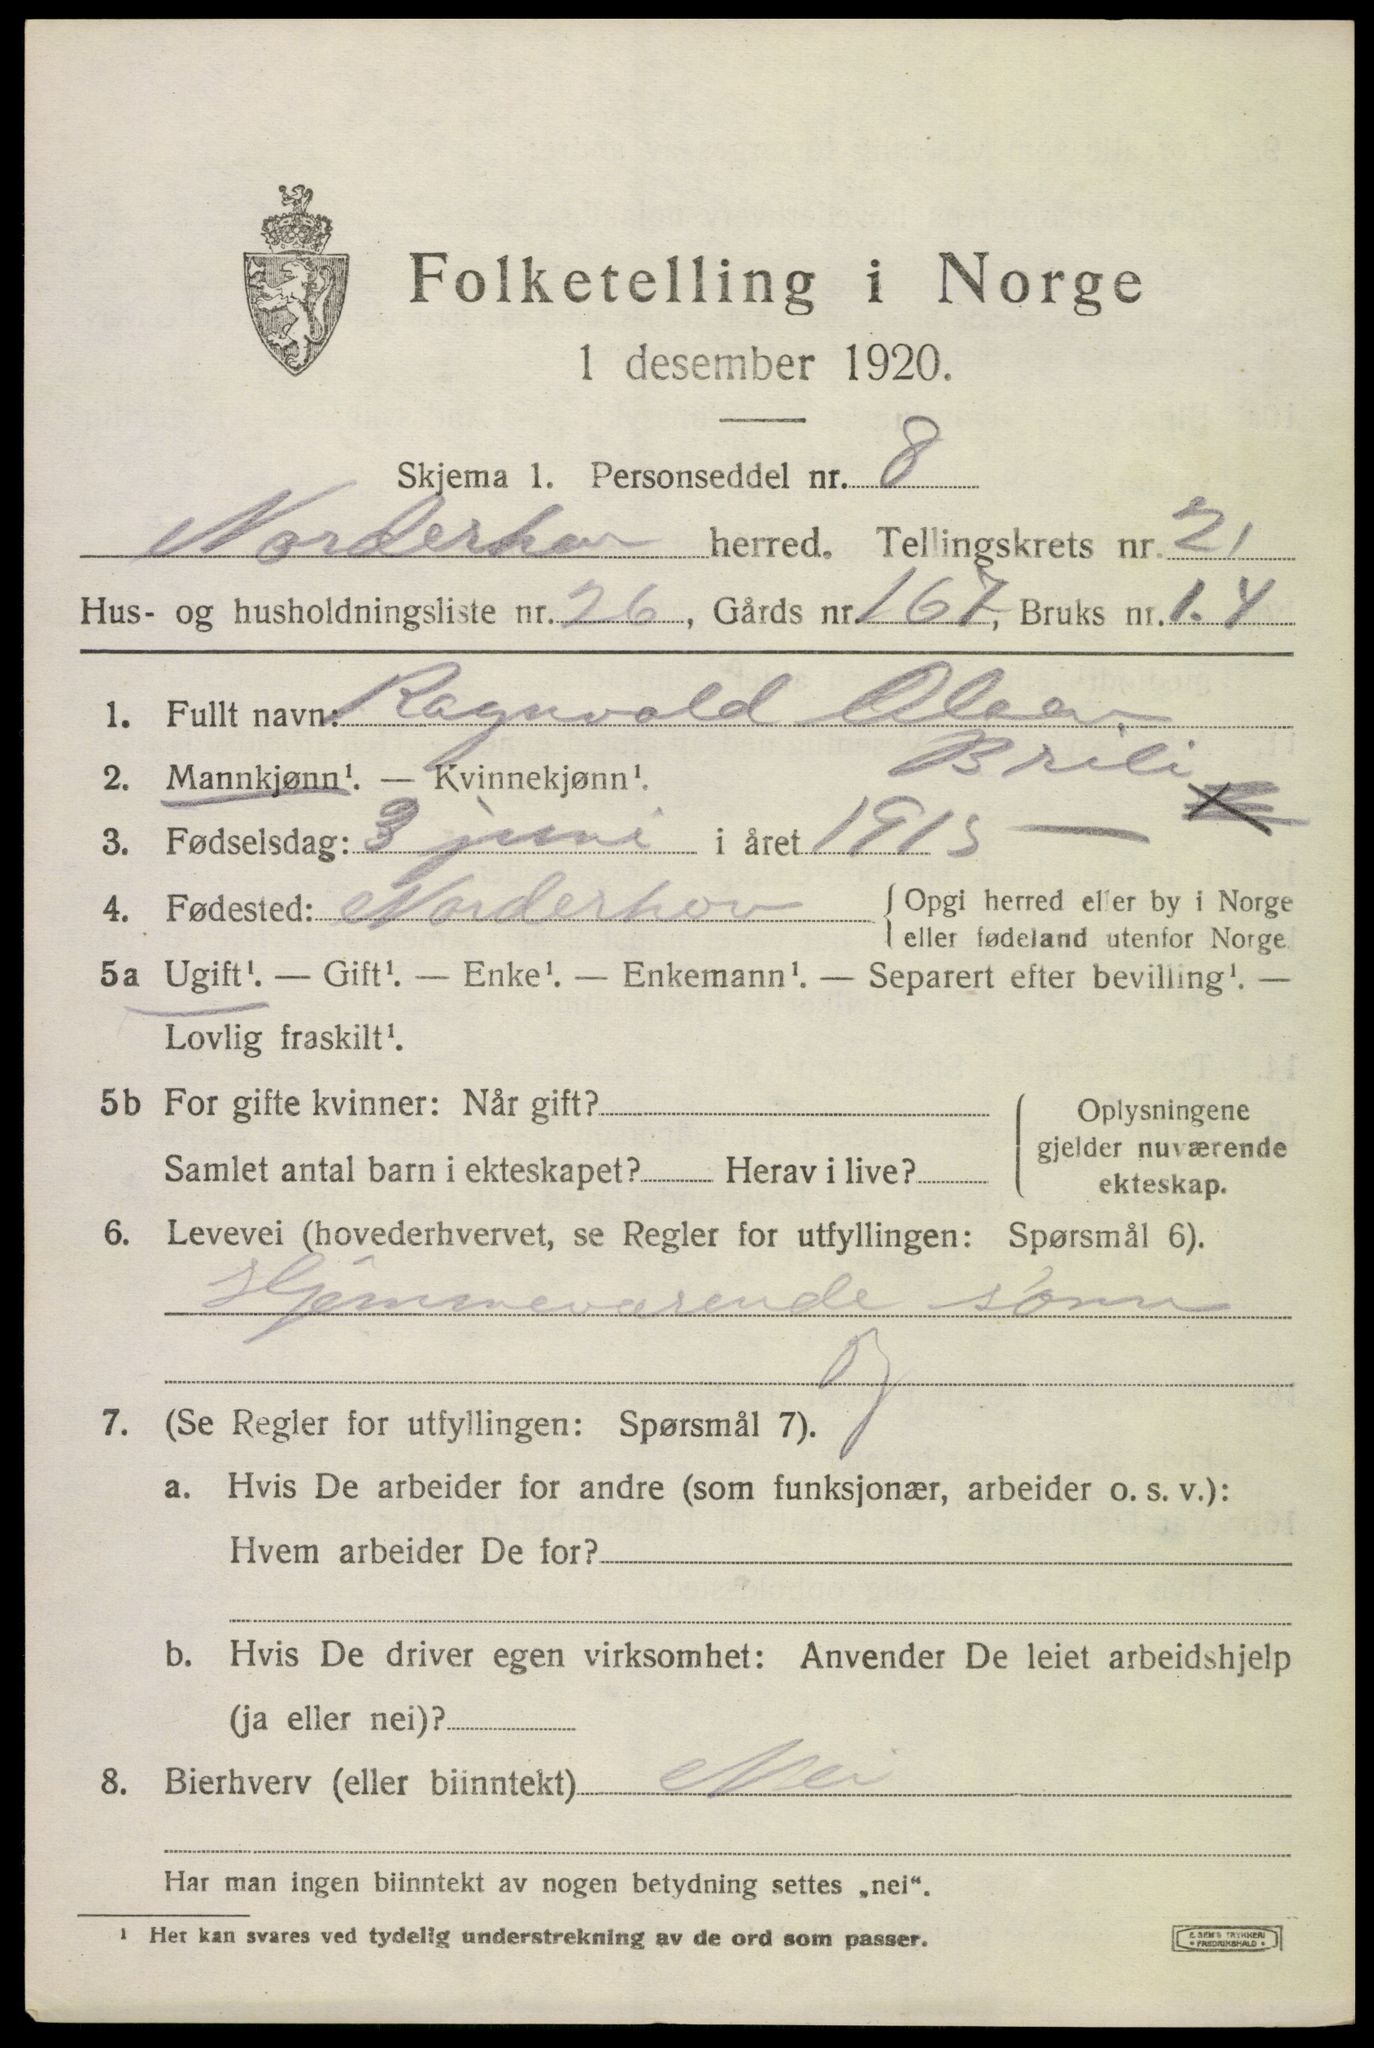 Folketelling i Norge
1 desember 1920.
Skjema 1. Personseddel nr. 8
Norderhov herred. Tellingskrets nr. 21
Hus- og husholdningsliste nr. 26, Gårds nr. 167, Bruks nr. 1.4
1. Fullt navn: Ragnvald Olsen
Brili
2. Mannkjønn¹. — Kvinnekjønn¹.
3. Fødselsdag: 3 juni i året 1913 —
4. Fødested: Norderhov { Opgi herred eller by i Norge
eller fødeland utenfor Norge.
5a Ugift¹. — Gift¹. — Enke¹. — Enkemann¹. — Separert efter bevilling¹. —
Lovlig fraskilt¹.
5b For gifte kvinner: Når gift?
Samlet antal barn i ekteskapet? Herav i live?
Oplysningene
gjelder nuværende
ekteskap.
6. Levevei (hovederhvervet, se Regler for utfyllingen: Spørsmål 6).
Hjemmeværende sønn
7. (Se Regler for utfyllingen: Spørsmål 7).
a. Hvis De arbeider for andre (som funksjonær, arbeider o. s. v.):
Hvem arbeider De for?
b. Hvis De driver egen virksomhet: Anvender De leiet arbeidshjelp
(ja eller nei)?
8. Bierhverv (eller biinntekt) Nei
Har man ingen biinntekt av nogen betydning settes „nei“.
¹ Her kan svares ved tydelig understrekning av de ord som passer.
E. SEM'S TRYKKERI
• FREDRIKSHALD •